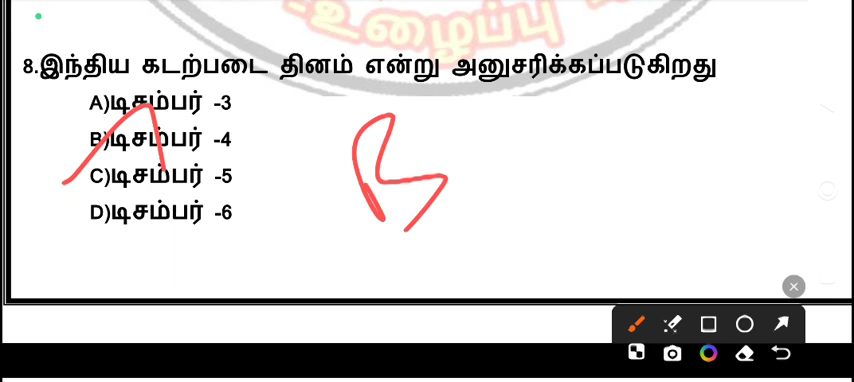 -உழைப்பு
8.இந்திய கடற்படை தினம் என்று அனுசரிக்கப்படுகிறது
A)டிசம்பர் -3
B)டிசம்பர் -4
B
C)டிசம்பர் -5
D)டிசம்பர் -6